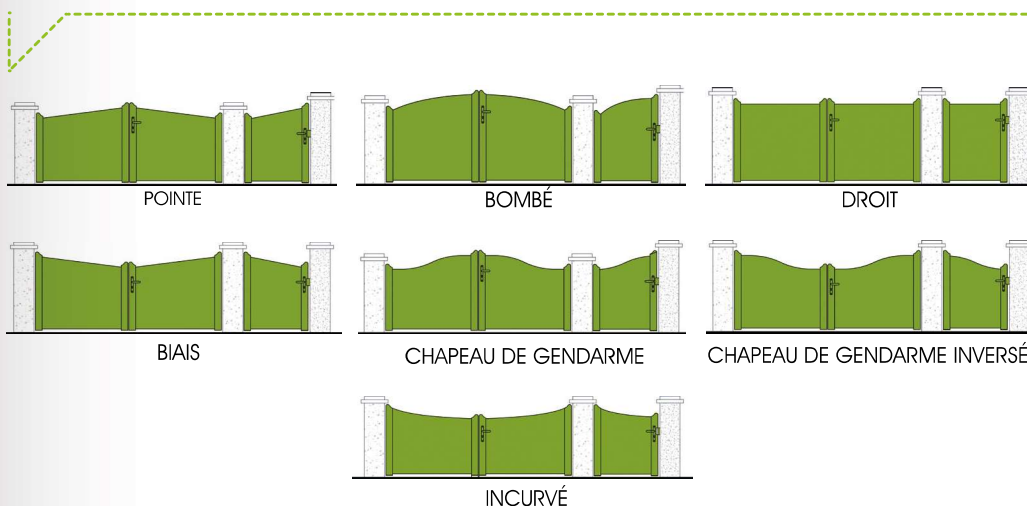 POINTE
BOMBÉ
DROIT
BIAIS
CHAPEAU DE GENDARME
CHAPEAU DE GENDARME INVERSÉ
INCURVÉ